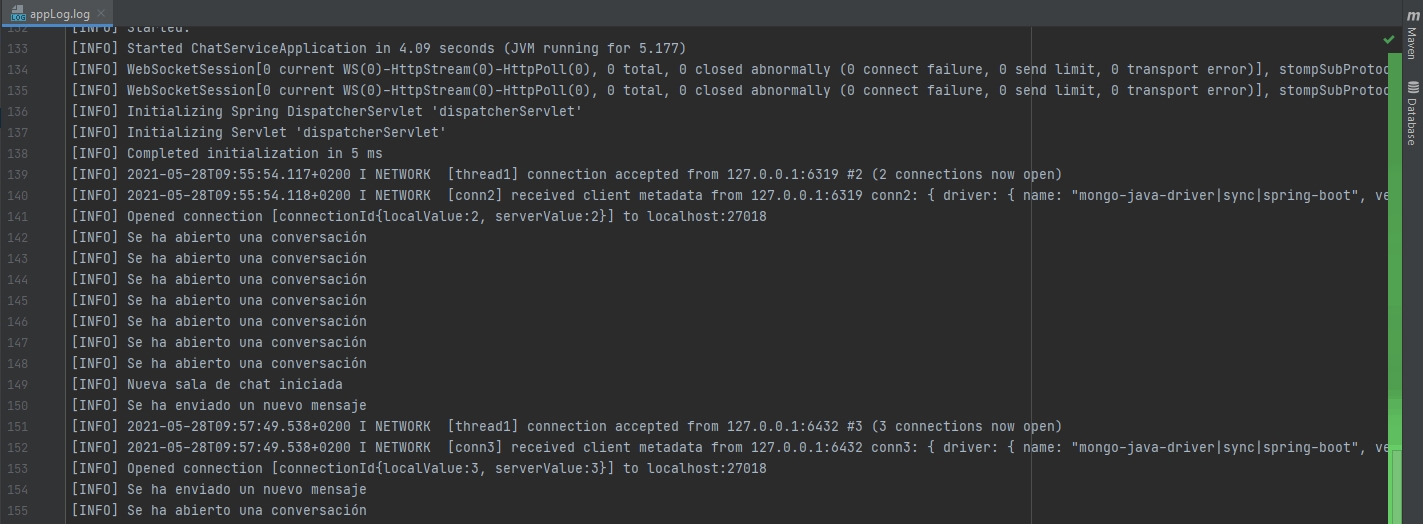 appLog.log
132 [INFO] Started.
133 [INFO] Started ChatServiceApplication in 4.09 seconds (JVM running for 5.177)
134 [INFO] WebSocketSession[0 current WS(0)-HttpStream(0)-HttpPoll(0), 0 total, 0 closed abnormally (0 connect failure, 0 send limit, 0 transport error)], stompSubProtoc
135 [INFO] WebSocketSession[0 current WS(0)-HttpStream(0)-HttpPoll(0), 0 total, 0 closed abnormally (0 connect failure, 0 send limit, 0 transport error)], stompSubProtoc
136 [INFO] Initializing Spring DispatcherServlet 'dispatcherServlet'
137 [INFO] Initializing Servlet 'dispatcherServlet'
138 [INFO] Completed initialization in 5 ms
139 [INFO] 2021-05-28T09:55:54.117+0200 I NETWORK  [thread1] connection accepted from 127.0.0.1:6319 #2 (2 connections now open)
140 [INFO] 2021-05-28T09:55:54.118+0200 I NETWORK  [conn2] received client metadata from 127.0.0.1:6319 conn2: { driver: { name: "mongo-java-driver|sync|spring-boot", ve
141 [INFO] Opened connection [connectionId{localValue:2, serverValue:2}] to localhost:27018
142 [INFO] Se ha abierto una conversación
143 [INFO] Se ha abierto una conversación
144 [INFO] Se ha abierto una conversación
145 [INFO] Se ha abierto una conversación
146 [INFO] Se ha abierto una conversación
147 [INFO] Se ha abierto una conversación
148 [INFO] Se ha abierto una conversación
149 [INFO] Nueva sala de chat iniciada
150 [INFO] Se ha enviado un nuevo mensaje
151 [INFO] 2021-05-28T09:57:49.538+0200 I NETWORK  [thread1] connection accepted from 127.0.0.1:6432 #3 (3 connections now open)
152 [INFO] 2021-05-28T09:57:49.538+0200 I NETWORK  [conn3] received client metadata from 127.0.0.1:6432 conn3: { driver: { name: "mongo-java-driver|sync|spring-boot", ve
153 [INFO] Opened connection [connectionId{localValue:3, serverValue:3}] to localhost:27018
154 [INFO] Se ha enviado un nuevo mensaje
155 [INFO] Se ha abierto una conversación
m Maven
Database